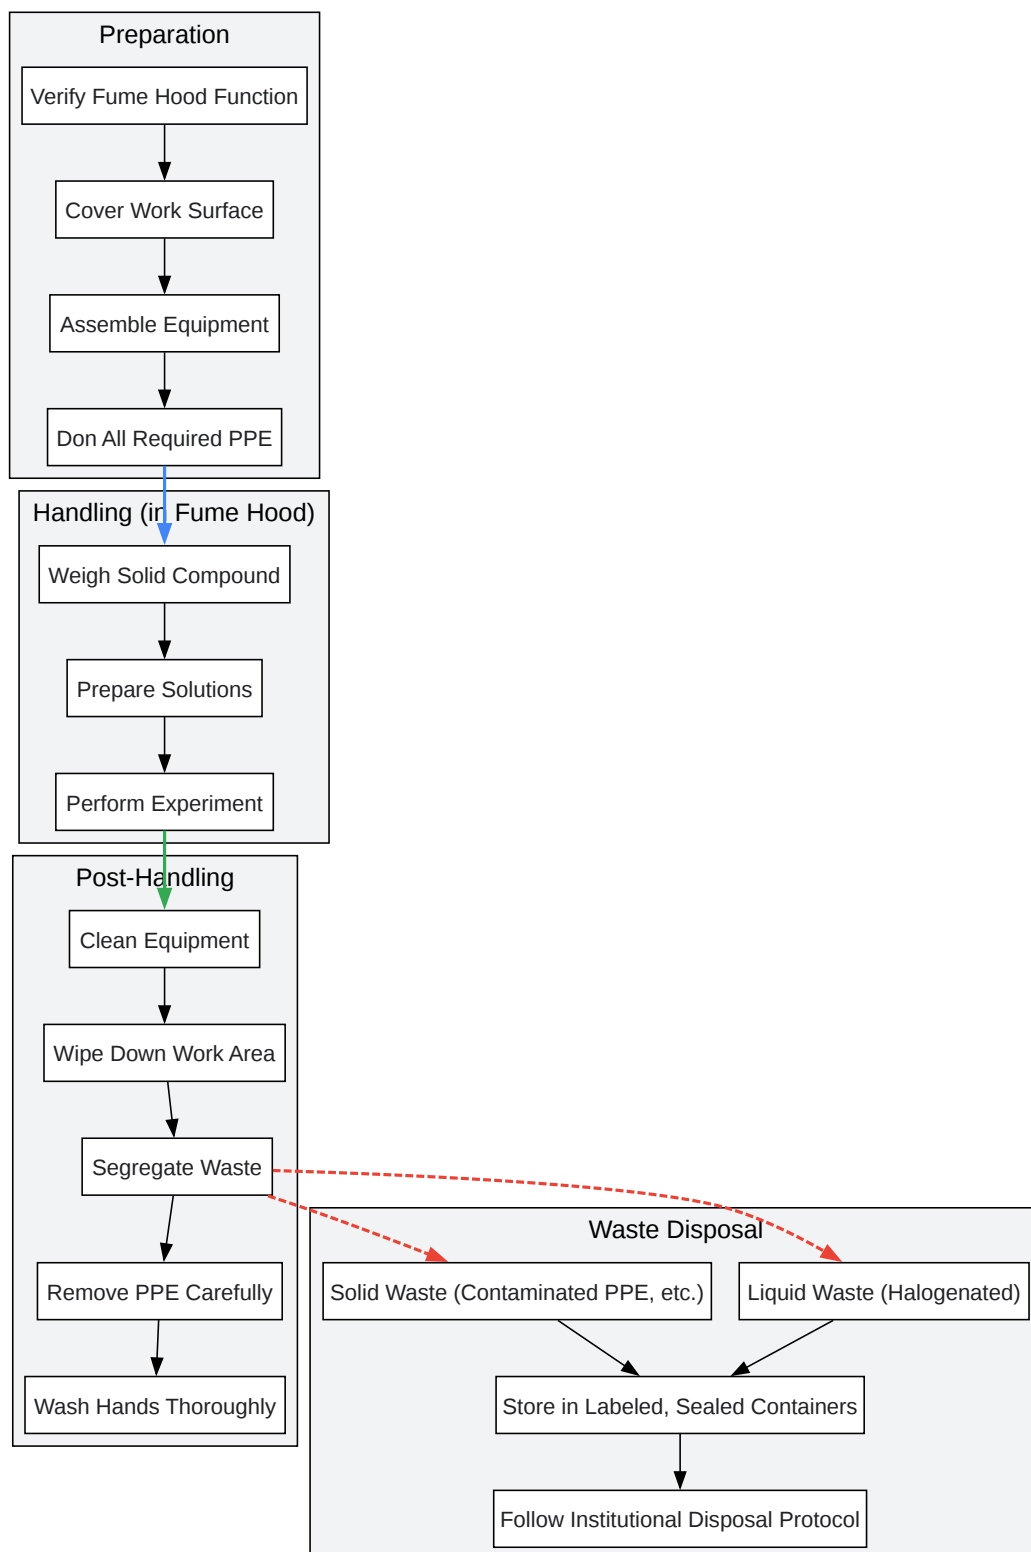 Preparation
Verify Fume Hood Function
Cover Work Surface
Assemble Equipment
Don All Required PPE
Handling (in Fume Hood)
Weigh Solid Compound
Prepare Solutions
Perform Experiment
Post-Handling
Clean Equipment
Wipe Down Work Area
Segregate Waste
Remove PPE Carefully
Wash Hands Thoroughly
Waste Disposal
Solid Waste (Contaminated PPE, etc.)
Liquid Waste (Halogenated)
Store in Labeled, Sealed Containers
Follow Institutional Disposal Protocol